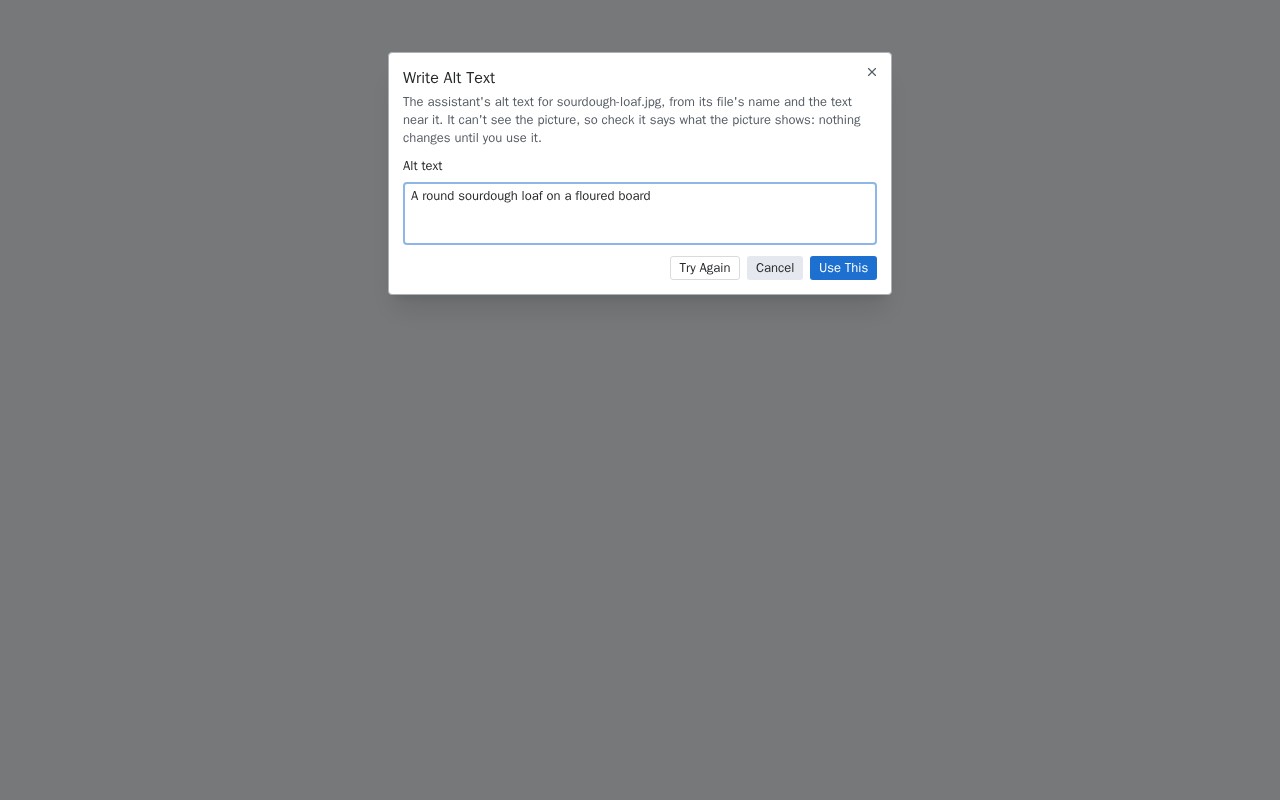 Write Alt Text
The assistant's alt text for sourdough-loaf.jpg, from its file's name and the text
near it. It can't see the picture, so check it says what the picture shows: nothing
changes until you use it.
Alt text
A round sourdough loaf on a floured board
Try Again
Cancel
Use This